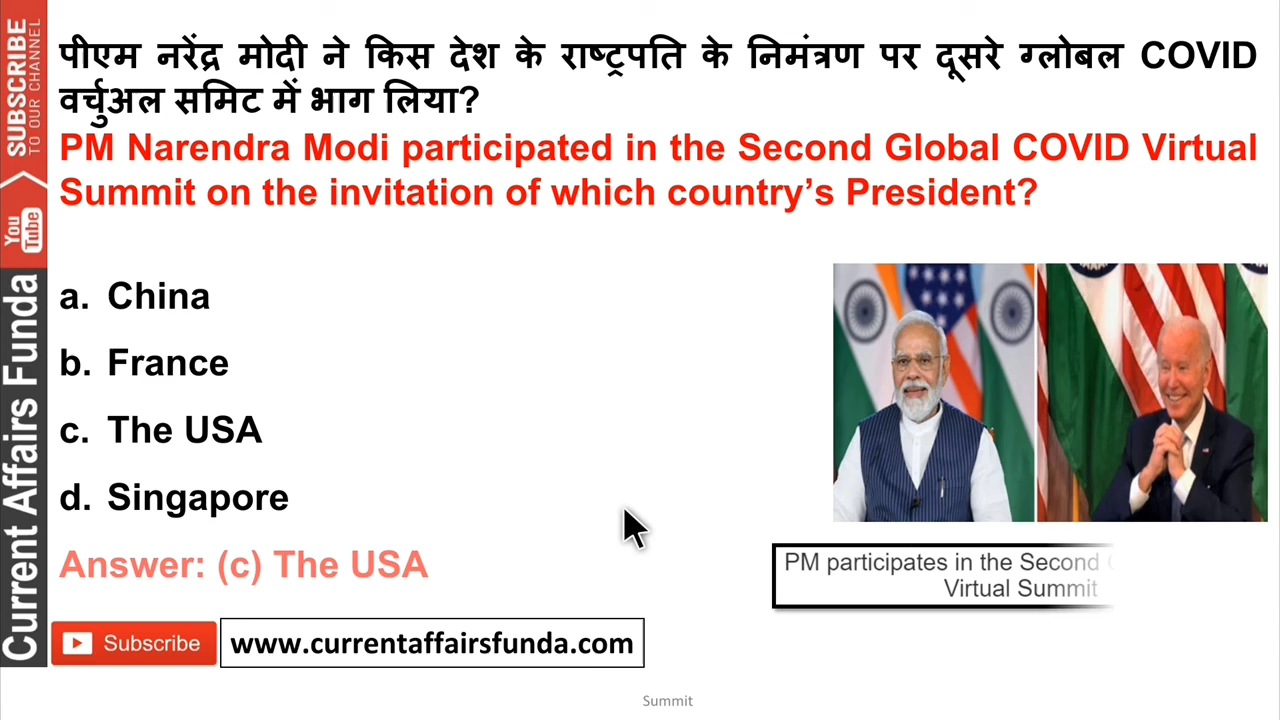 SUBSCRIBE
TO OUR CHANNEL
You
Tube
Current Affairs Funda
पीएम नरेंद्र मोदी ने किस देश के राष्ट्रपति के निमंत्रण पर दूसरे ग्लोबल COVID
वर्चुअल समिट में भाग लिया?
PM Narendra Modi participated in the Second Global COVID Virtual
Summit on the invitation of which country’s President?
a. China
b. France
c. The USA
d. Singapore
Answer: (c) The USA
PM participates in the Second
Virtual Summit
Subscribe
www.currentaffairsfunda.com
Summit